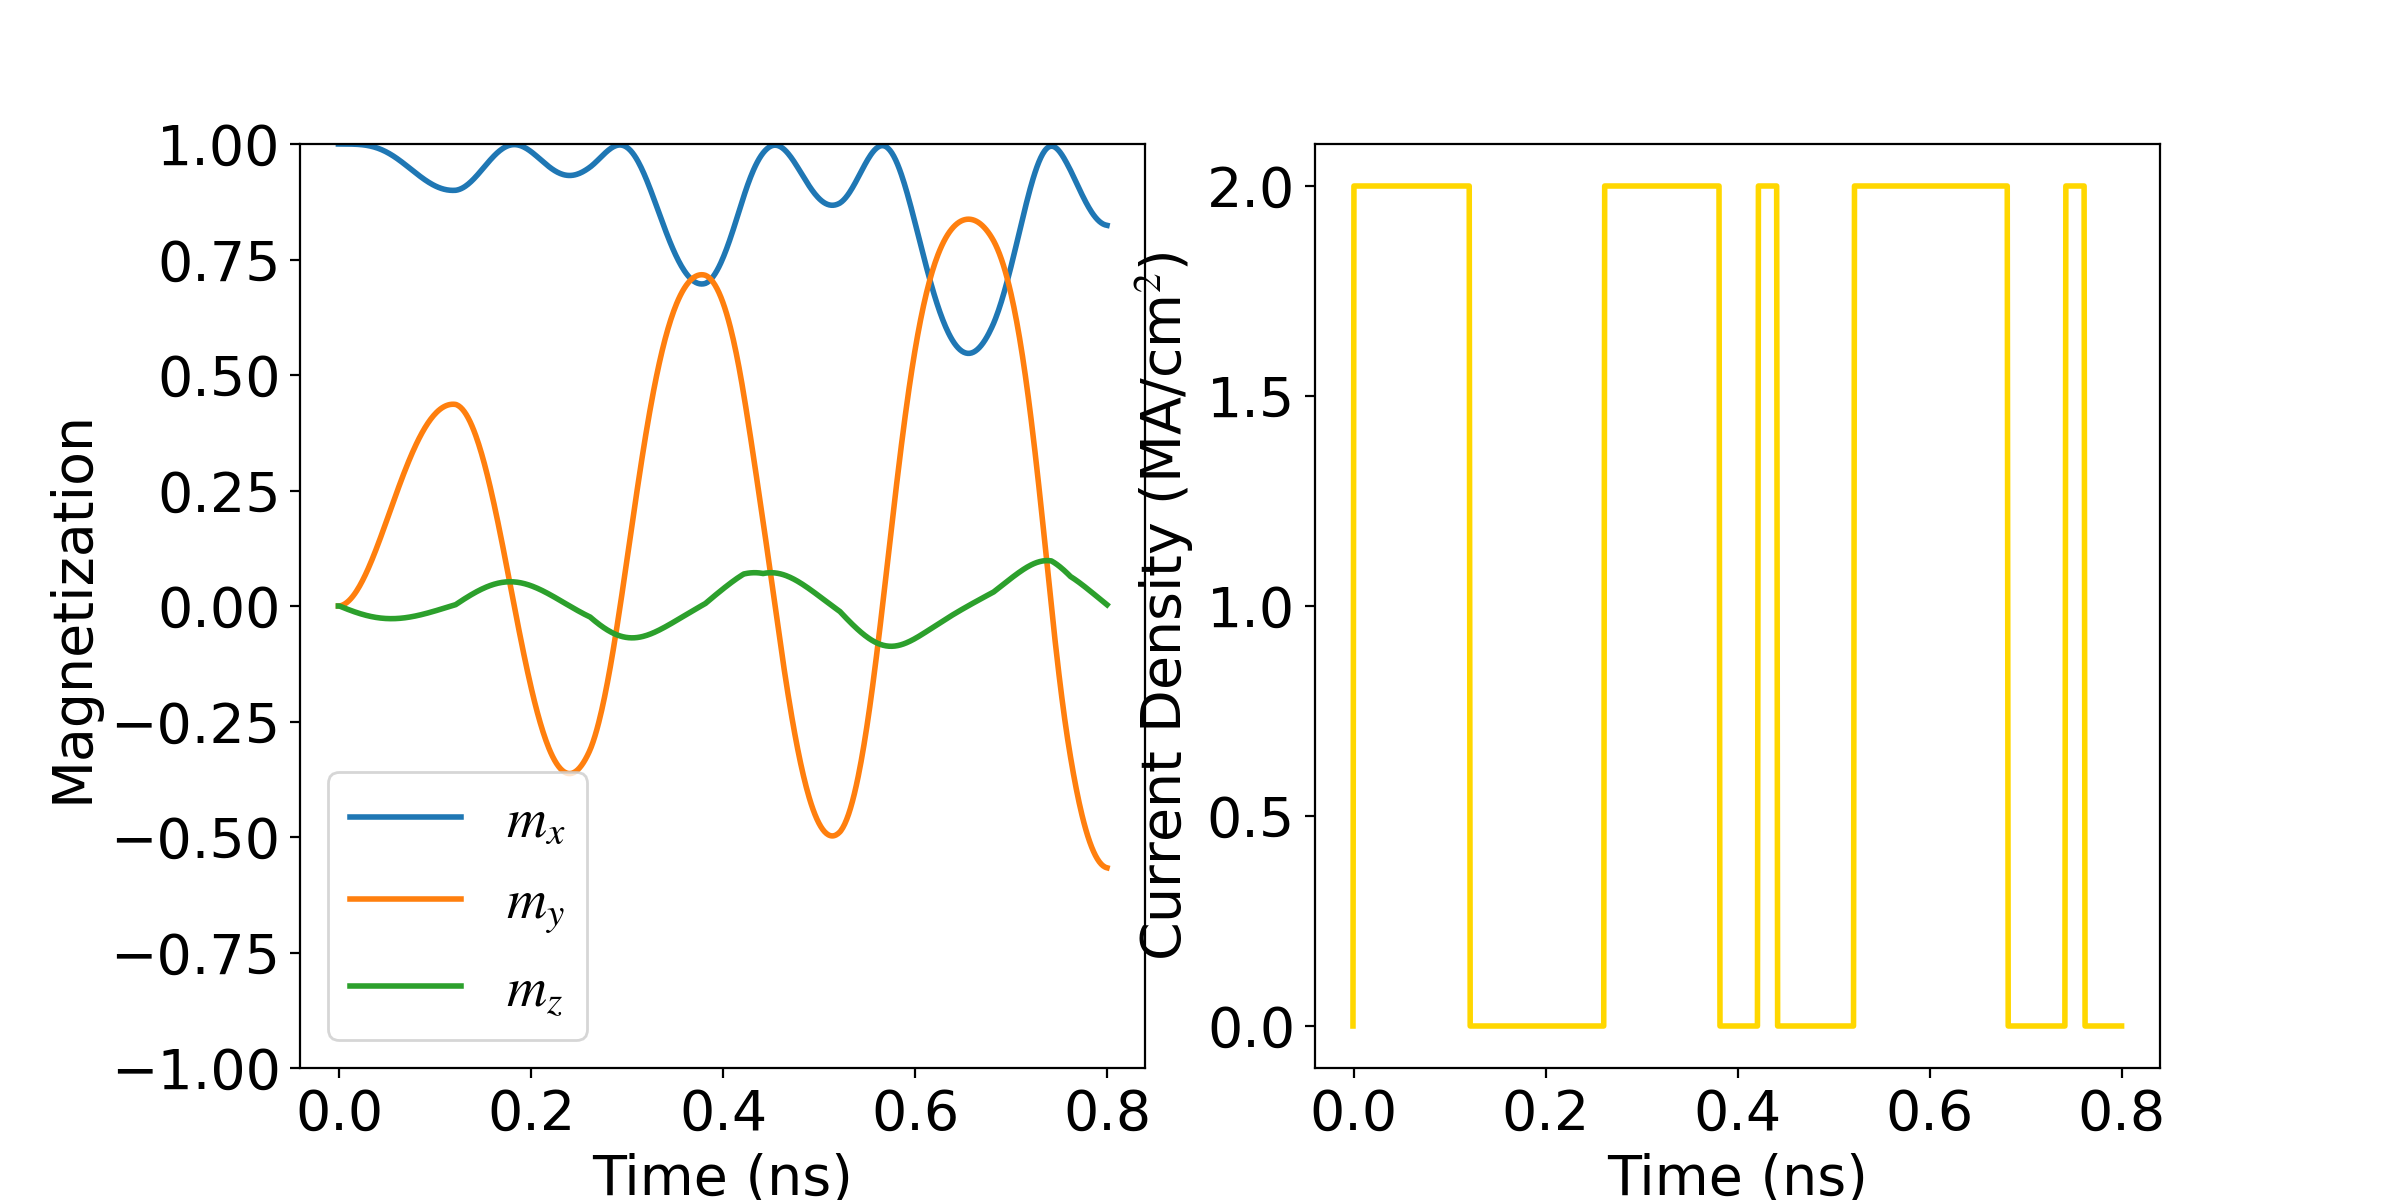 Magnetization
1.00
0.75
0.50
0.25
0.00
−0.25
−0.50
−0.75
−1.00
0.0 0.2 0.4 0.6 0.8
Time (ns)
m_x
m_y
m_z
Current Density (MA/cm²)
2.0
1.5
1.0
0.5
0.0
0.0 0.2 0.4 0.6 0.8
Time (ns)